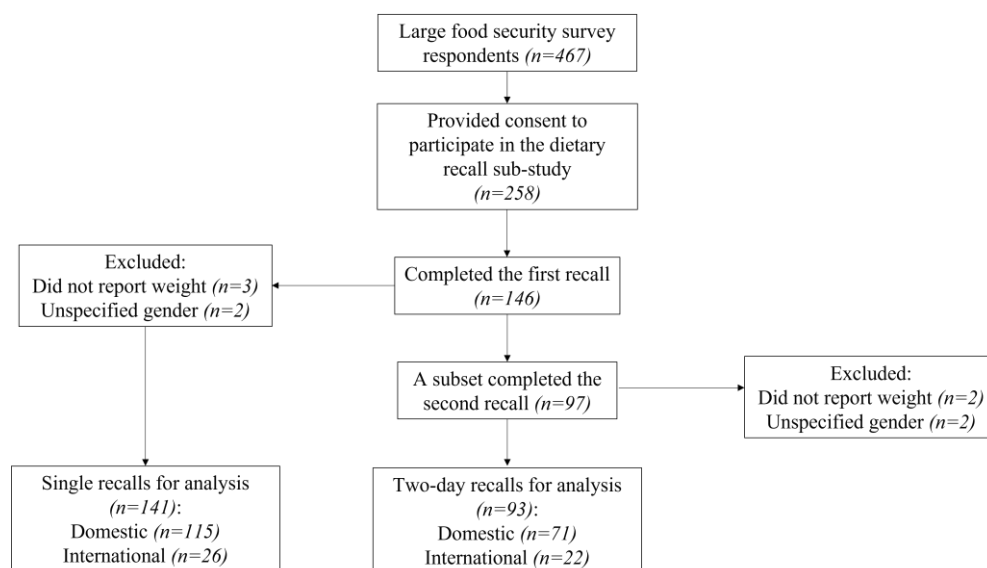 Large food security survey
respondents (n=467)
Provided consent to
participate in the dietary
recall sub-study
(n=258)
Excluded:
Did not report weight (n=3)
Unspecified gender (n=2)
Completed the first recall
(n=146)
A subset completed the
second recall (n=97)
Excluded:
Did not report weight (n=2)
Unspecified gender (n=2)
Single recalls for analysis
(n=141):
Domestic (n=115)
International (n=26)
Two-day recalls for analysis
(n=93):
Domestic (n=71)
International (n=22)